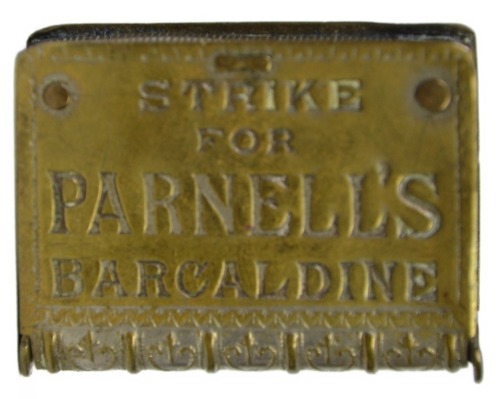 STRIKE
FOR
PARNELL'S
BARCALDINE